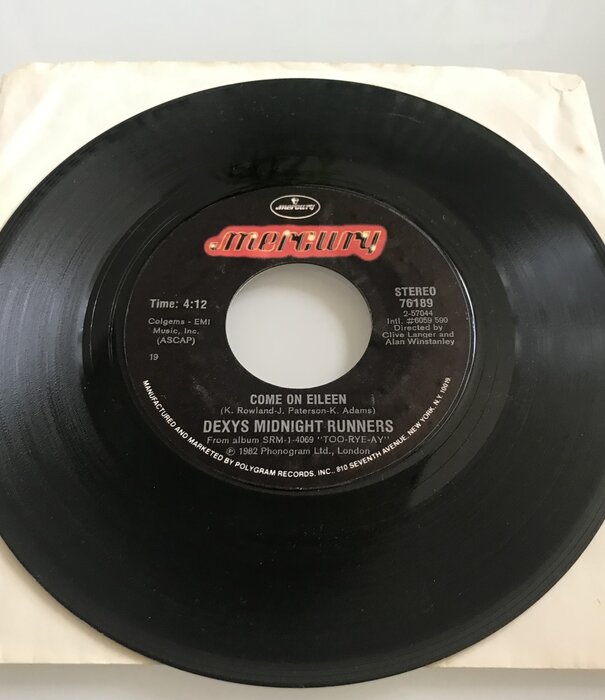 mercury
mercury
Time: 4:12
Colgems - EMI
Music, Inc.
(ASCAP)
19
STEREO
76189
2-57044
Intl. #6059 590
Directed by
Clive Langer and
Alan Winstanley
COME ON EILEEN
(K. Rowland-J. Paterson-K. Adams)
DEXYS MIDNIGHT RUNNERS
From album SRM-1-4069 "TOO-RYE-AY"
℗ 1982 Phonogram Ltd., London
MANUFACTURED AND MARKETED BY POLYGRAM RECORDS, INC., 810 SEVENTH AVENUE, NEW YORK, N.Y. 10019